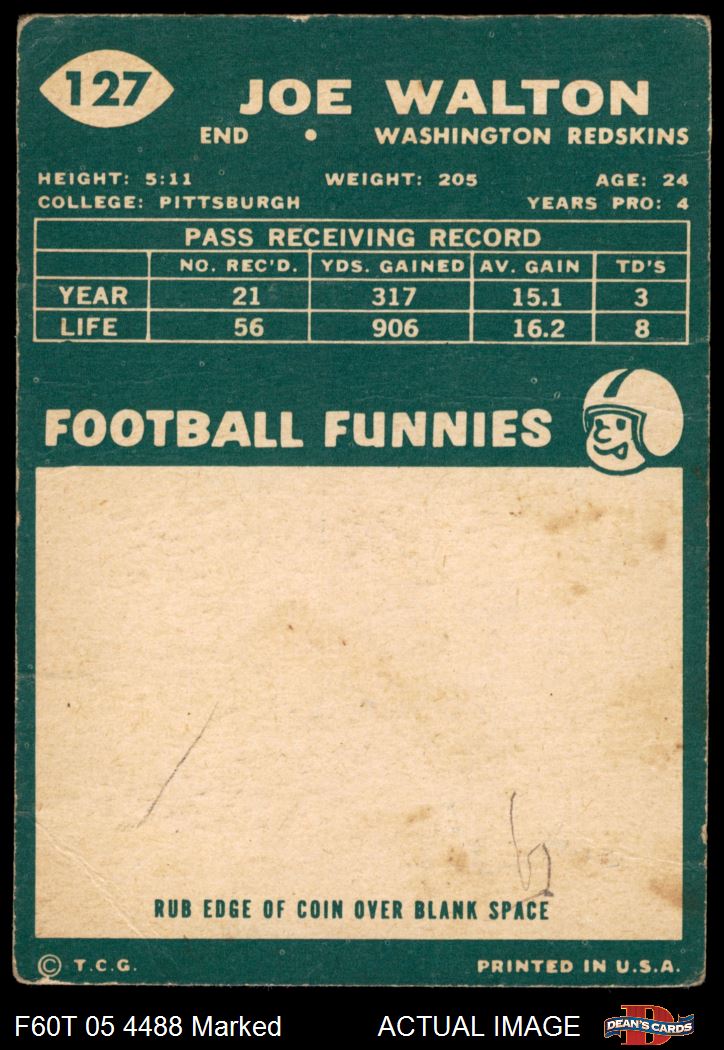 127
JOE WALTON
END • WASHINGTON REDSKINS
HEIGHT: 5:11 WEIGHT: 205 AGE: 24
COLLEGE: PITTSBURGH YEARS PRO: 4
PASS RECEIVING RECORD
NO. REC'D. YDS. GAINED AV. GAIN TD'S
YEAR 21 317 15.1 3
LIFE 56 906 16.2 8
FOOTBALL FUNNIES
RUB EDGE OF COIN OVER BLANK SPACE
© T.C.G. PRINTED IN U.S.A.
F60T 05 4488 Marked ACTUAL IMAGE DEAN'S CARDS